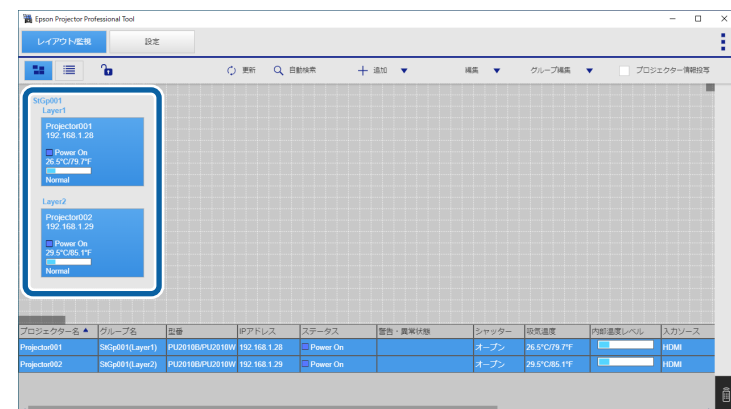 Epson Projector Professional Tool
レイアウト/監視 設定
更新 自動検索 追加 編集 グループ編集 プロジェクター情報投写
StGp001
Layer1
Projector001
192.168.1.28
Power On
26.5°C/79.7°F
Normal
Layer2
Projector002
192.168.1.29
Power On
29.5°C/85.1°F
Normal
プロジェクター名 グループ名 型番 IPアドレス ステータス 警告・異常状態 シャッター 吸気温度 内部温度レベル 入力ソース
Projector001 StGp001(Layer1) PU2010B/PU2010W 192.168.1.28 Power On オープン 26.5°C/79.7°F HDMI
Projector002 StGp001(Layer2) PU2010B/PU2010W 192.168.1.29 Power On オープン 29.5°C/85.1°F HDMI